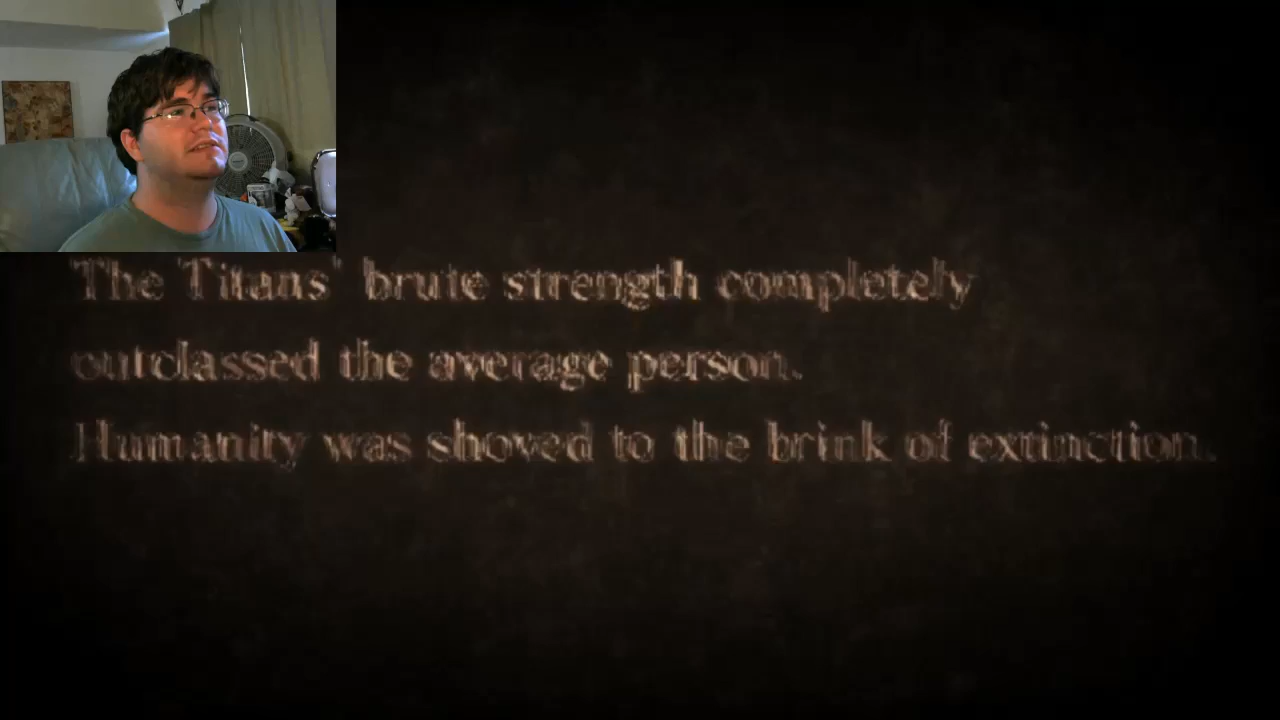 The Titans' brute strength completely
outclassed the average person.
Humanity was shoved to the brink of extinction.